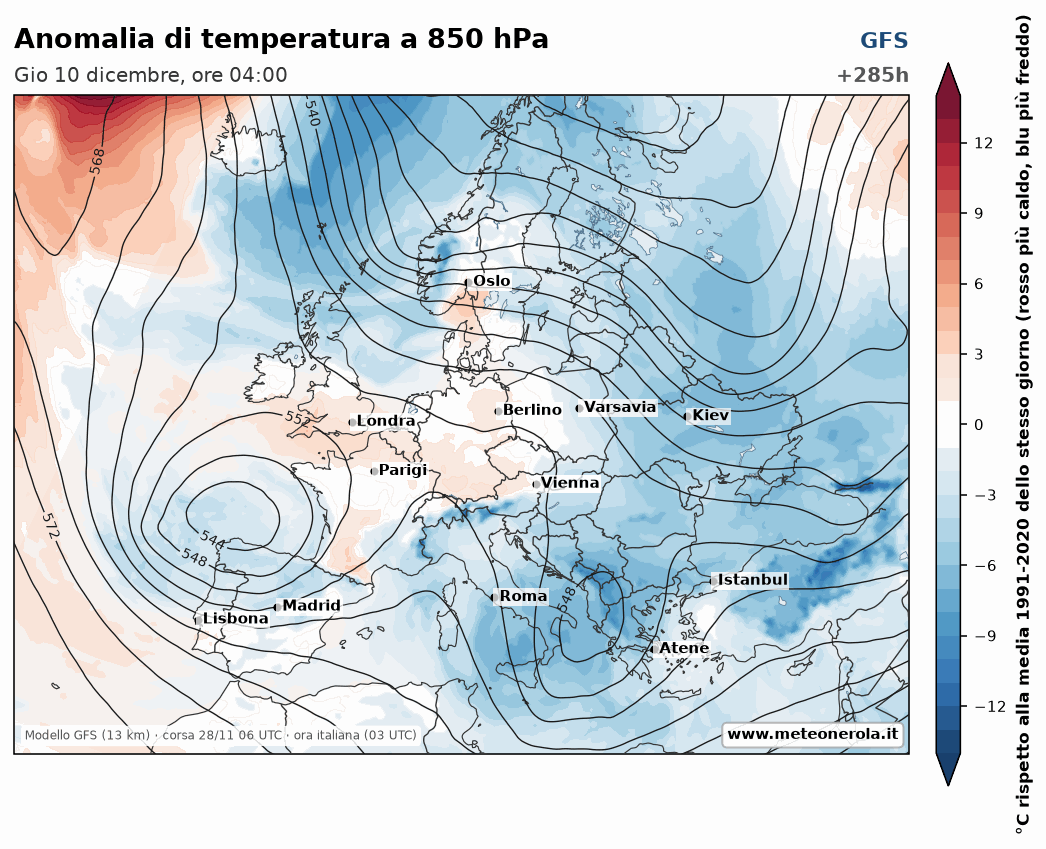 Anomalia di temperatura a 850 hPa
GFS
Gio 10 dicembre, ore 04:00
+285h
540
568
Oslo
552
Londra
Berlino
Varsavia
Kiev
Parigi
Vienna
572
544
548
Madrid
Lisbona
Roma
548
Istanbul
Atene
Modello GFS (13 km) · corsa 28/11 06 UTC · ora italiana (03 UTC)
www.meteonerola.it
12
9
6
3
0
−3
−6
−9
−12
°C rispetto alla media 1991-2020 dello stesso giorno (rosso più caldo, blu più freddo)